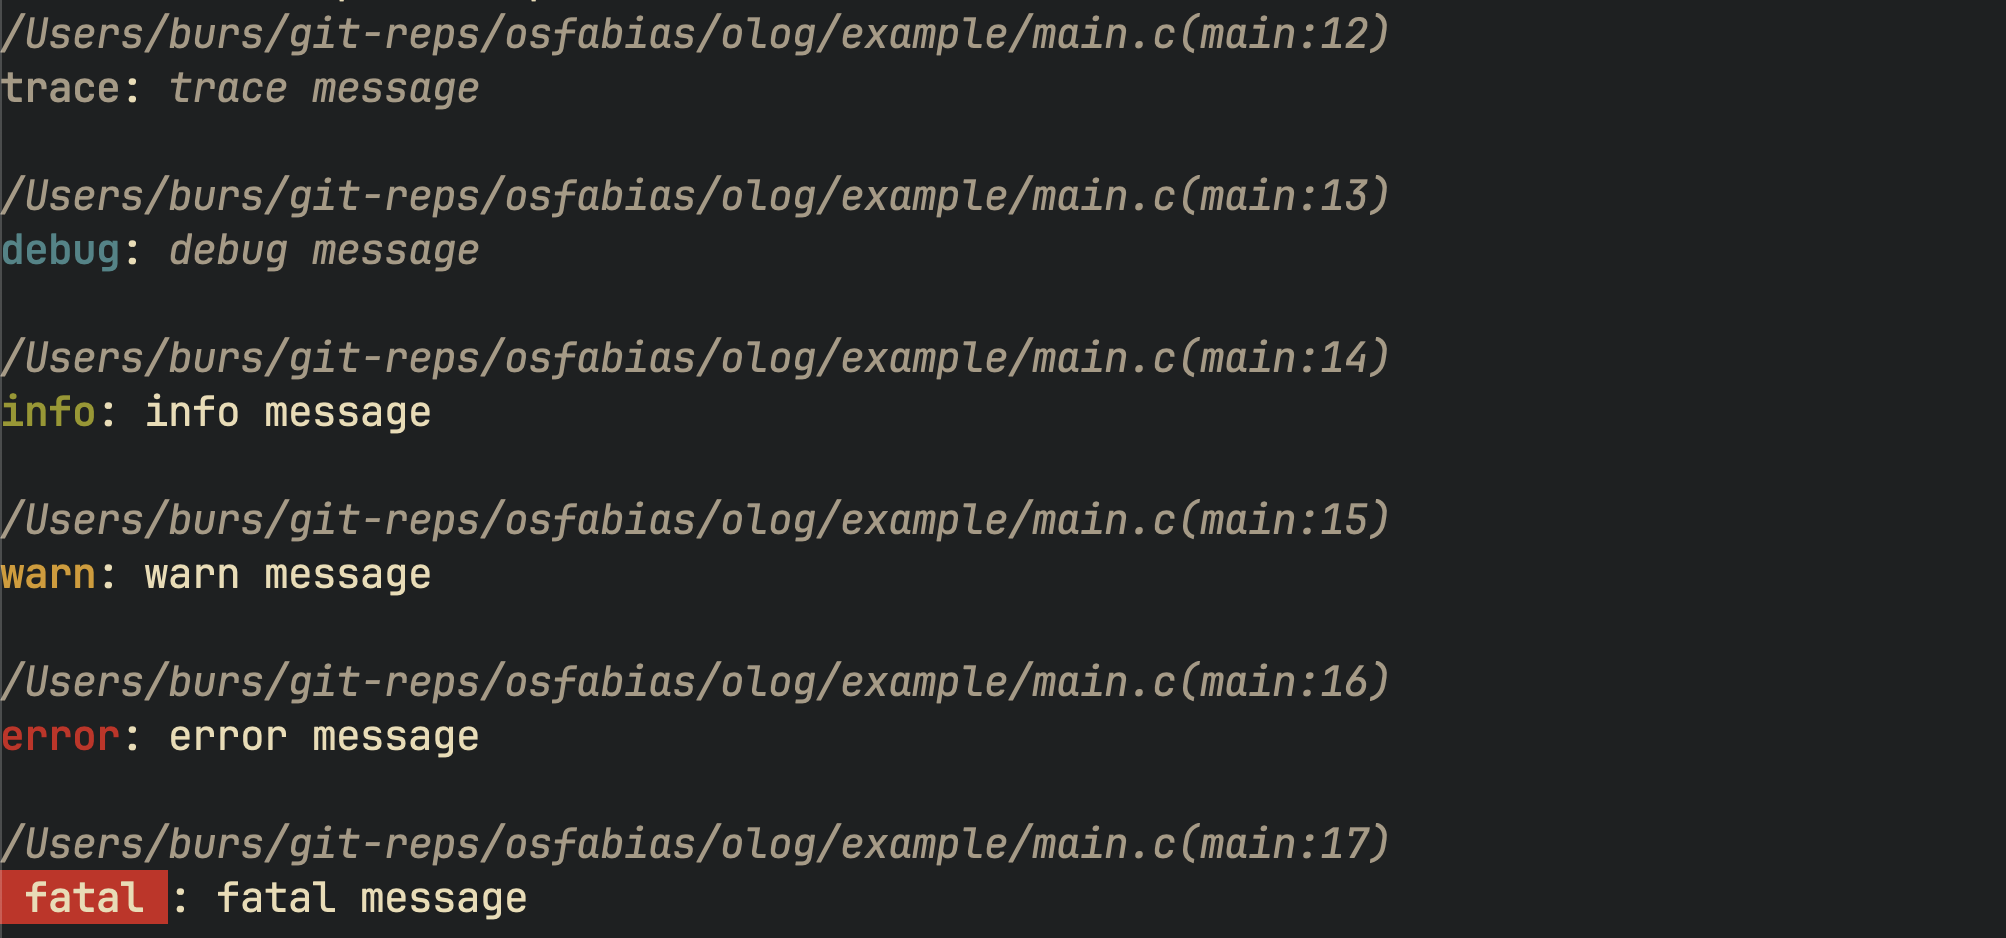 /Users/burs/git-reps/osfabias/olog/example/main.c(main:12)
trace: trace message
/Users/burs/git-reps/osfabias/olog/example/main.c(main:13)
debug: debug message
/Users/burs/git-reps/osfabias/olog/example/main.c(main:14)
info: info message
/Users/burs/git-reps/osfabias/olog/example/main.c(main:15)
warn: warn message
/Users/burs/git-reps/osfabias/olog/example/main.c(main:16)
error: error message
/Users/burs/git-reps/osfabias/olog/example/main.c(main:17)
fatal : fatal message